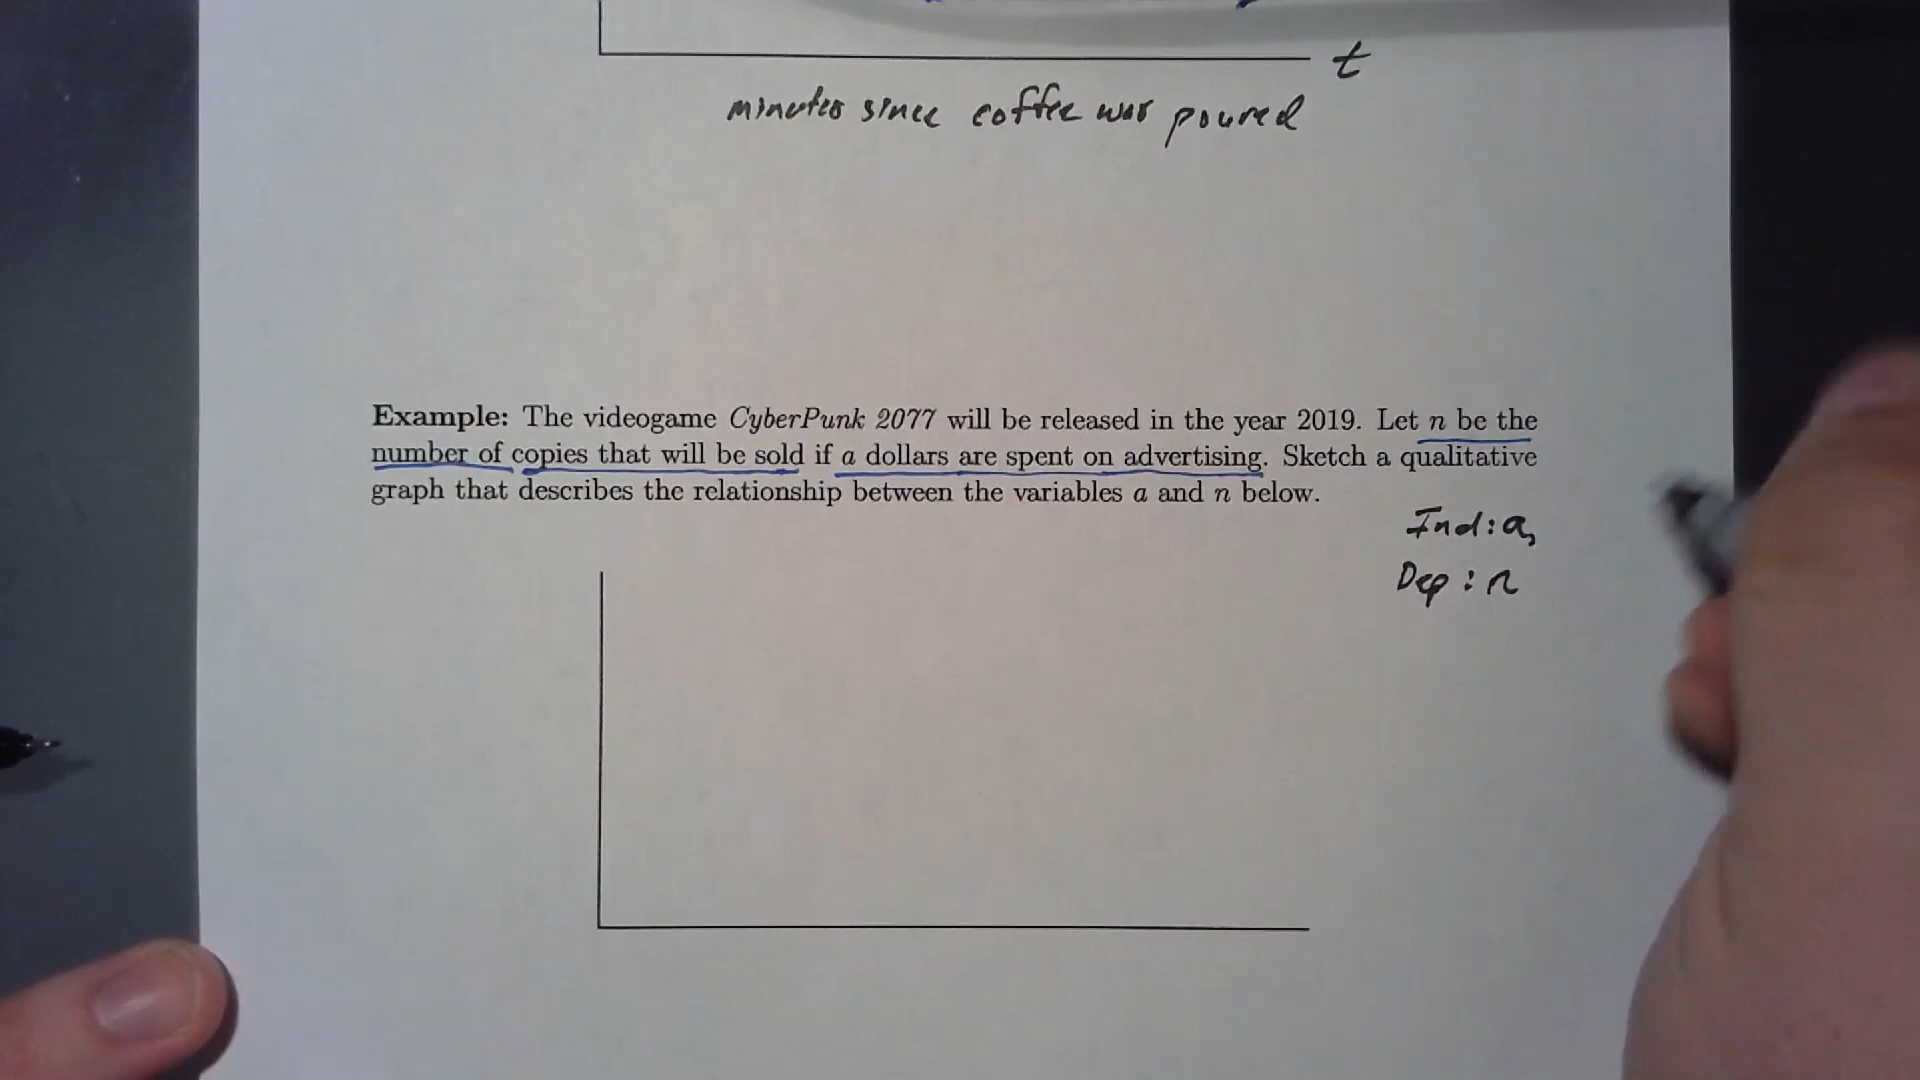 t
minutes since coffee was poured
Example: The videogame CyberPunk 2077 will be released in the year 2019. Let n be the
number of copies that will be sold if a dollars are spent on advertising. Sketch a qualitative
graph that describes the relationship between the variables a and n below.
Ind: a,
Dep: n